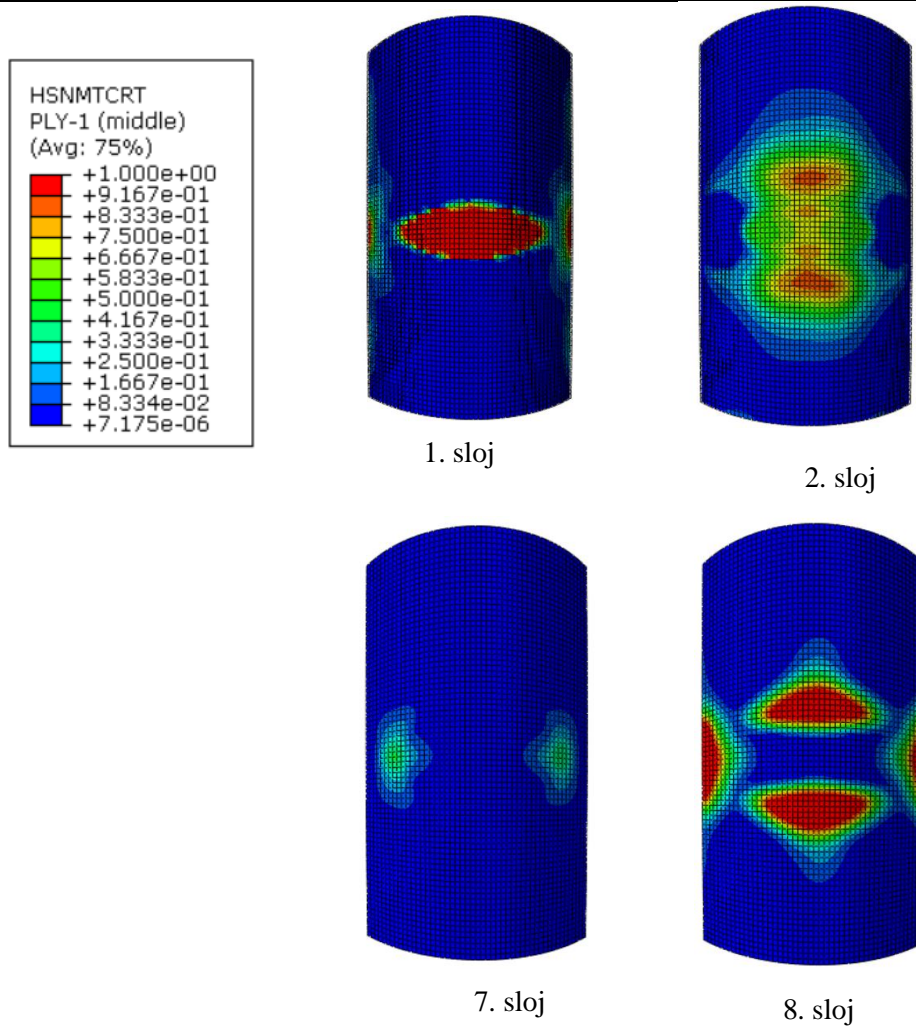 HSNMTCRT
PLY-1 (middle)
(Avg: 75%)
+1.000e+00
+9.167e-01
+8.333e-01
+7.500e-01
+6.667e-01
+5.833e-01
+5.000e-01
+4.167e-01
+3.333e-01
+2.500e-01
+1.667e-01
+8.334e-02
+7.175e-06
1. sloj
2. sloj
7. sloj
8. sloj